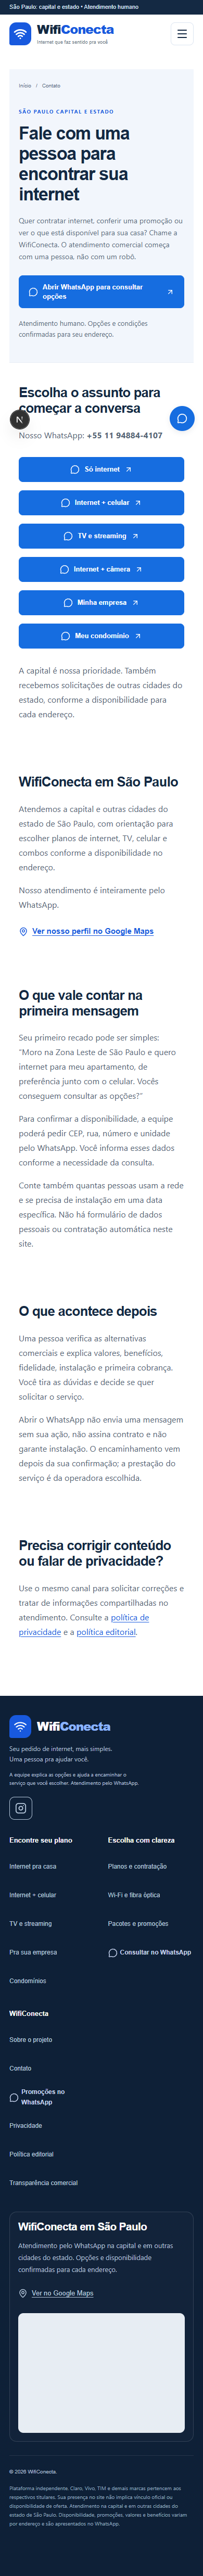 São Paulo: capital e estado • Atendimento humano
WifiConecta
Internet que faz sentido pra você
Início / Contato
SÃO PAULO CAPITAL E ESTADO
Fale com uma
pessoa para
encontrar sua
internet
Quer contratar internet, conferir uma promoção ou
ver o que está disponível para sua casa? Chame a
WifiConecta. O atendimento comercial começa
com uma pessoa, não com um robô.
Abrir WhatsApp para consultar
opções
Atendimento humano. Opções e condições
confirmadas para seu endereço.
Escolha o assunto para
começar a conversa
N
Nosso WhatsApp: +55 11 94884-4107
Só internet
Internet + celular
TV e streaming
Internet + câmera
Minha empresa
Meu condomínio
A capital é nossa prioridade. Também
recebemos solicitações de outras cidades do
estado, conforme a disponibilidade para
cada endereço.
WifiConecta em São Paulo
Atendemos a capital e outras cidades do
estado de São Paulo, com orientação para
escolher planos de internet, TV, celular e
combos conforme a disponibilidade no
endereço.
Nosso atendimento é inteiramente pelo
WhatsApp.
Ver nosso perfil no Google Maps
O que vale contar na
primeira mensagem
Seu primeiro recado pode ser simples:
“Moro na Zona Leste de São Paulo e quero
internet para meu apartamento, de
preferência junto com o celular. Vocês
conseguem consultar as opções?”
Para confirmar a disponibilidade, a equipe
poderá pedir CEP, rua, número e unidade
pelo WhatsApp. Você informa esses dados
conforme a necessidade da consulta.
Conte também quantas pessoas usam a rede
e se precisa de instalação em uma data
específica. Não há formulário de dados
pessoais ou contratação automática neste
site.
O que acontece depois
Uma pessoa verifica as alternativas
comerciais e explica valores, benefícios,
fidelidade, instalação e primeira cobrança.
Você tira as dúvidas e decide se quer
solicitar o serviço.
Abrir o WhatsApp não envia uma mensagem
sem sua ação, não assina contrato e não
garante instalação. O encaminhamento vem
depois da sua confirmação; a prestação do
serviço é da operadora escolhida.
Precisa corrigir conteúdo
ou falar de privacidade?
Use o mesmo canal para solicitar correções e
tratar de informações compartilhadas no
atendimento. Consulte a política de
privacidade e a política editorial.
WifiConecta
Seu pedido de internet, mais simples.
Uma pessoa pra ajudar você.
A equipe explica as opções e ajuda a encaminhar o
serviço que você escolher. Atendimento pelo WhatsApp.
Encontre seu plano
Internet pra casa
Internet + celular
TV e streaming
Pra sua empresa
Condomínios
Escolha com clareza
Planos e contratação
Wi-Fi e fibra óptica
Pacotes e promoções
Consultar no WhatsApp
WifiConecta
Sobre o projeto
Contato
Promoções no
WhatsApp
Privacidade
Política editorial
Transparência comercial
WifiConecta em São Paulo
Atendimento pelo WhatsApp na capital e em outras
cidades do estado. Opções e disponibilidade
confirmadas para cada endereço.
Ver no Google Maps
© 2026 WifiConecta.
Plataforma independente. Claro, Vivo, TIM e demais marcas pertencem aos
respectivos titulares. Sua presença no site não implica vínculo oficial ou
disponibilidade de oferta. Atendimento na capital e em outras cidades do
estado de São Paulo. Disponibilidade, promoções, valores e benefícios variam
por endereço e são apresentados no WhatsApp.